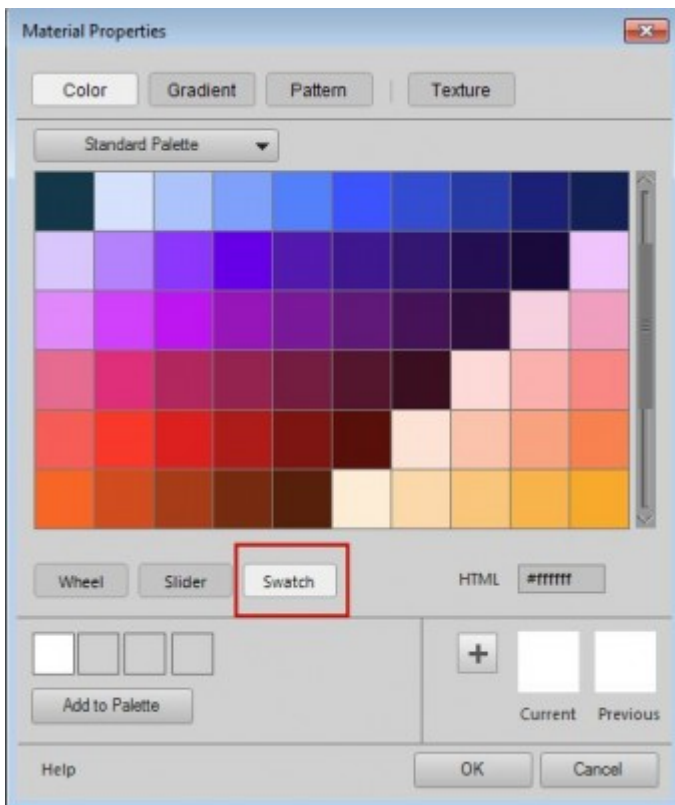 Material Properties
Color Gradient Pattern Texture
Standard Palette
Wheel Slider Swatch HTML #ffffff
Add to Palette
Current Previous
Help OK Cancel